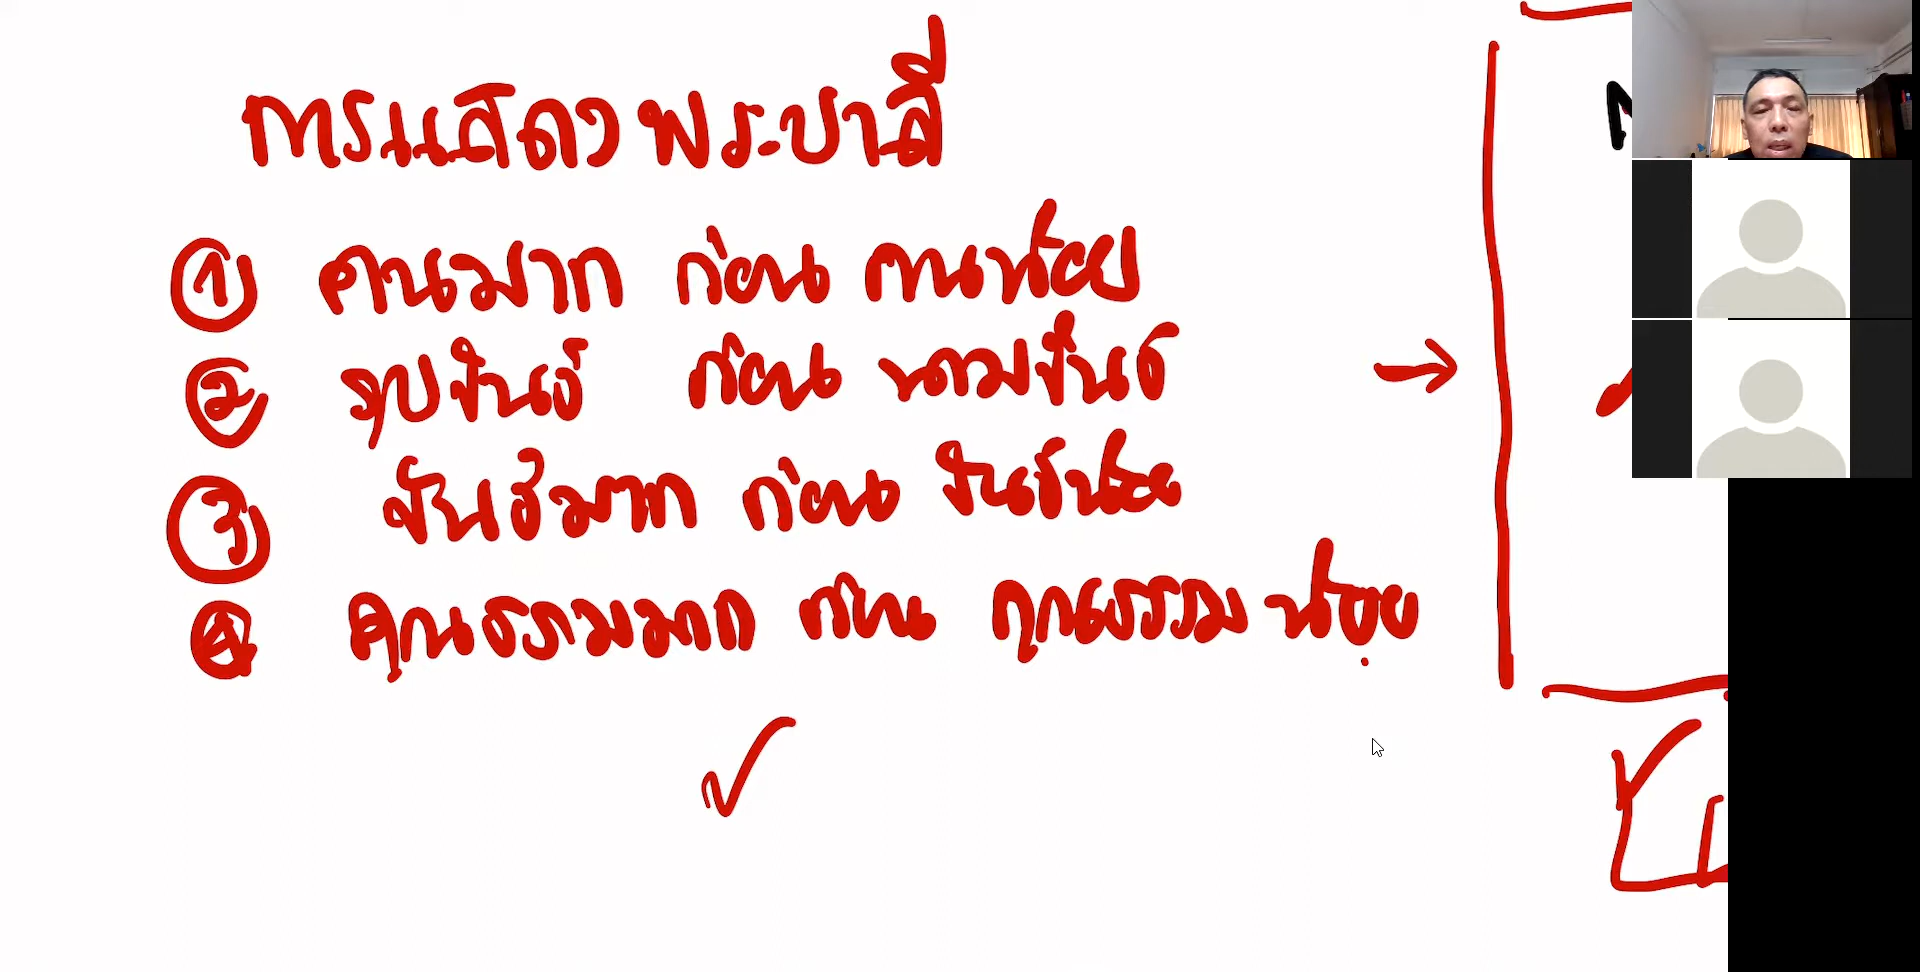 การแสดงพระบาลี
① คนมาก ก่อน คนน้อย
② รูปขันธ์ ก่อน นามขันธ์
③ ขันธ์มาก ก่อน ขันธ์น้อย
④ คุณธรรมมาก ก่อน คุณธรรม น้อย